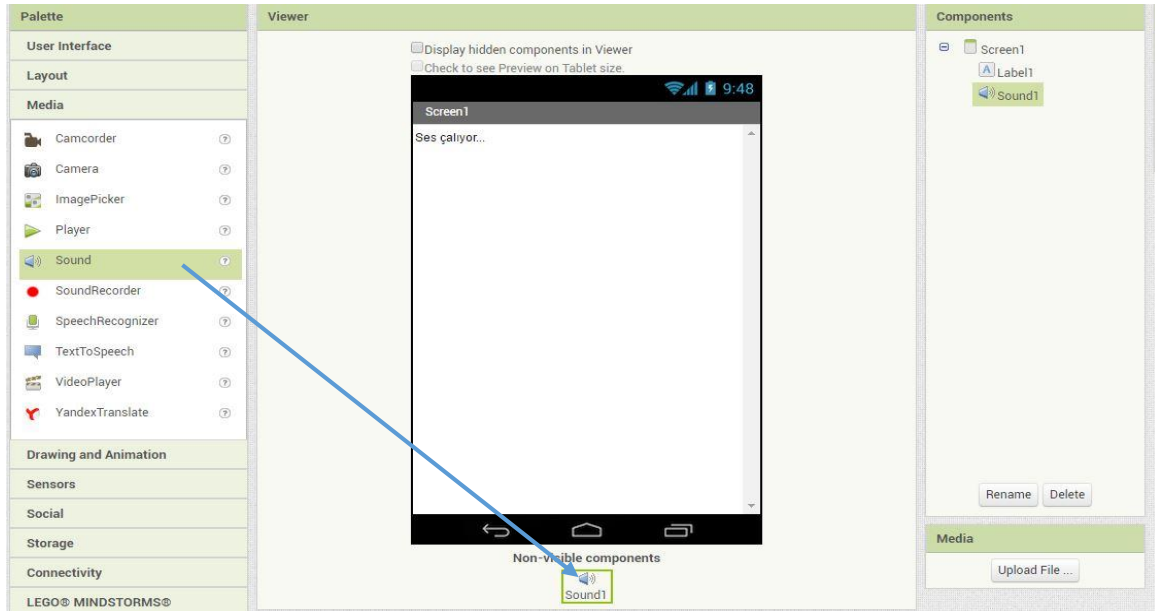 Palette
User Interface
Layout
Media
Camcorder ?
Camera ?
ImagePicker ?
Player ?
Sound ?
SoundRecorder ?
SpeechRecognizer ?
TextToSpeech ?
VideoPlayer ?
YandexTranslate ?
Drawing and Animation
Sensors
Social
Storage
Connectivity
LEGO® MINDSTORMS®
Viewer
Display hidden components in Viewer
Check to see Preview on Tablet size.
9:48
Screen1
Ses çalıyor...
Non-visible components
Sound1
Components
Screen1
A Label1
Sound1
Rename Delete
Media
Upload File ...